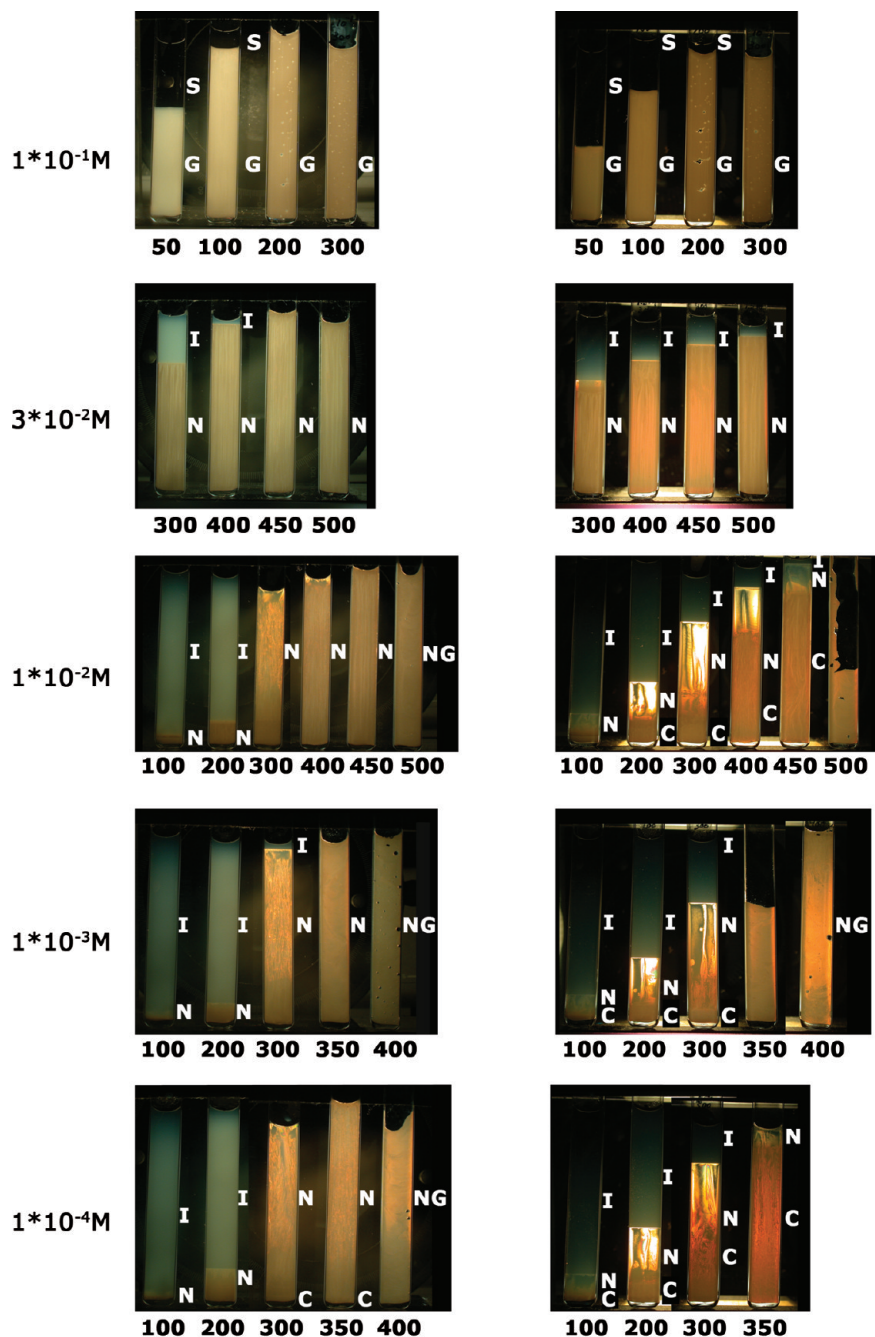 S S S S
S
1*10-1M G G G G G G G G
50 100 200 300 50 100 200 300
I I I I I I
3*10-2M N N N N N N N N
300 400 450 500 300 400 450 500
I
I N
I
1*10-2M I I N N N NG I I N N C
N N N C C C
100 200 300 400 450 500 100 200 300 400 450 500
I I
1*10-3M I I N N NG I I N NG
N N N N
C C C
100 200 300 350 400 100 200 300 350 400
I N
1*10-4M I I N N NG I I N C
N N N N C
C C C C
100 200 300 350 400 100 200 300 350